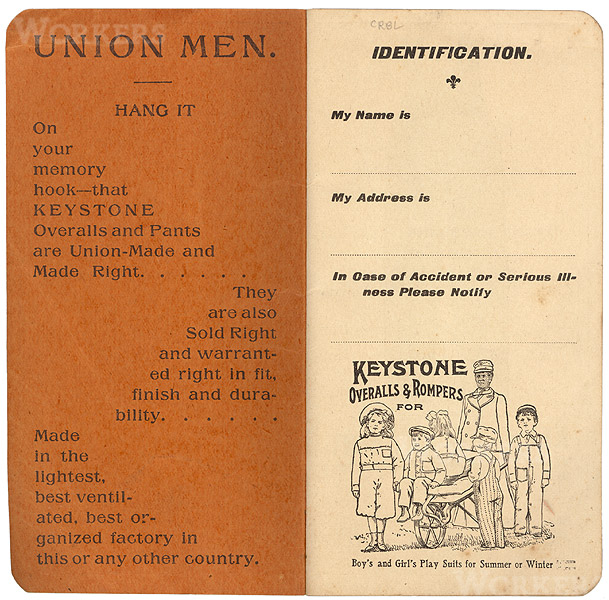 Workers
UNION MEN.
HANG IT
On
your
memory
hook—that
KEYSTONE
Overalls and Pants
are Union-Made and
Made Right. . . . . .
They
are also
Sold Right
and warrant-
ed right in fit,
finish and dura-
bility. . . . . .
Made
in the
lightest,
best ventil-
ated, best or-
ganized factory in
this or any other country.
CRBL
IDENTIFICATION.
My Name is
My Address is
In Case of Accident or Serious Ill-
ness Please Notify
KEYSTONE
OVERALLS & ROMPERS
FOR
Boy's and Girl's Play Suits for Summer or Winter
Workers